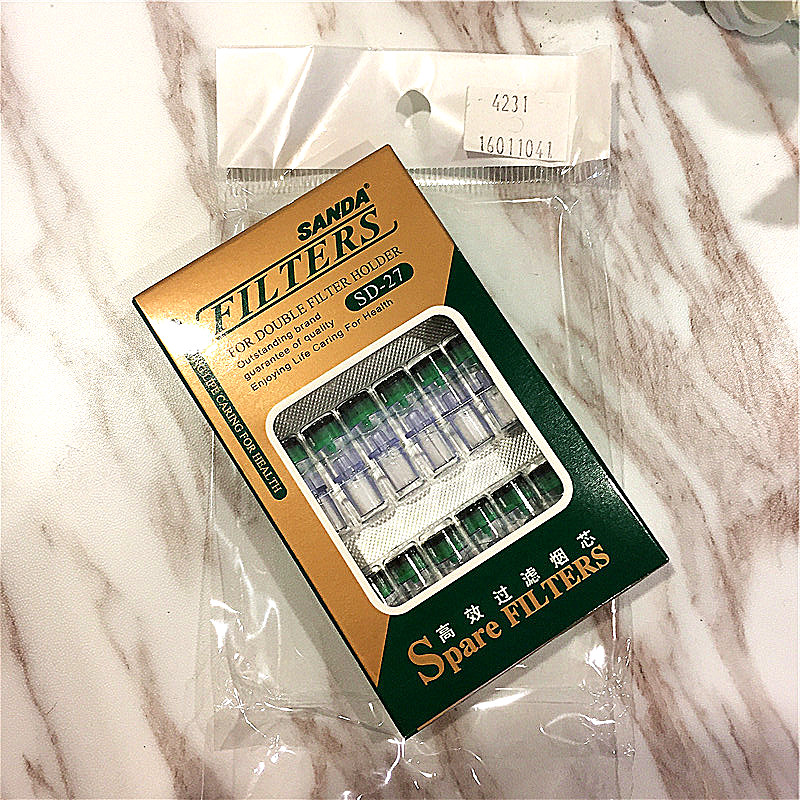 4231
16011041
SANDA®
FILTERS
FOR DOUBLE FILTER HOLDER
SD-27
Outstanding brand
guarantee of quality
Enjoying Life Caring For Health
LIFE CARING FOR HEALTH
高效过滤烟芯
Spare FILTERS